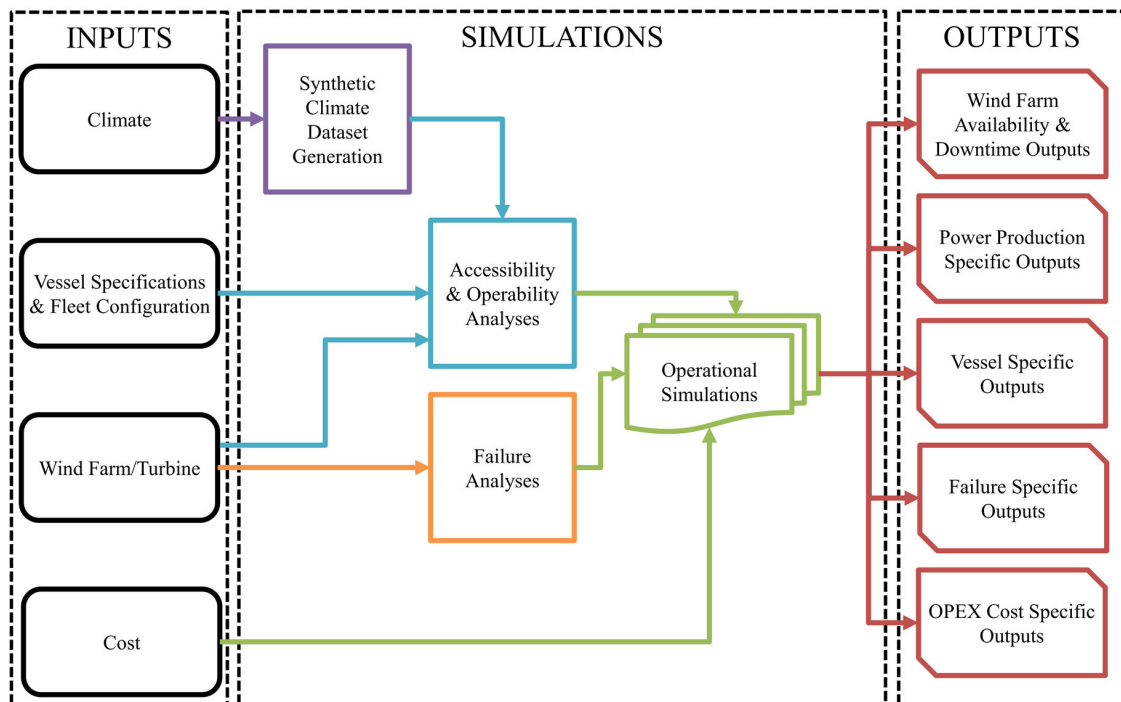 INPUTS
Climate
Vessel Specifications
& Fleet Configuration
Wind Farm/Turbine
Cost
SIMULATIONS
Synthetic
Climate
Dataset
Generation
Accessibility
& Operability
Analyses
Failure
Analyses
Operational
Simulations
OUTPUTS
Wind Farm
Availability &
Downtime Outputs
Power Production
Specific Outputs
Vessel Specific
Outputs
Failure Specific
Outputs
OPEX Cost Specific
Outputs